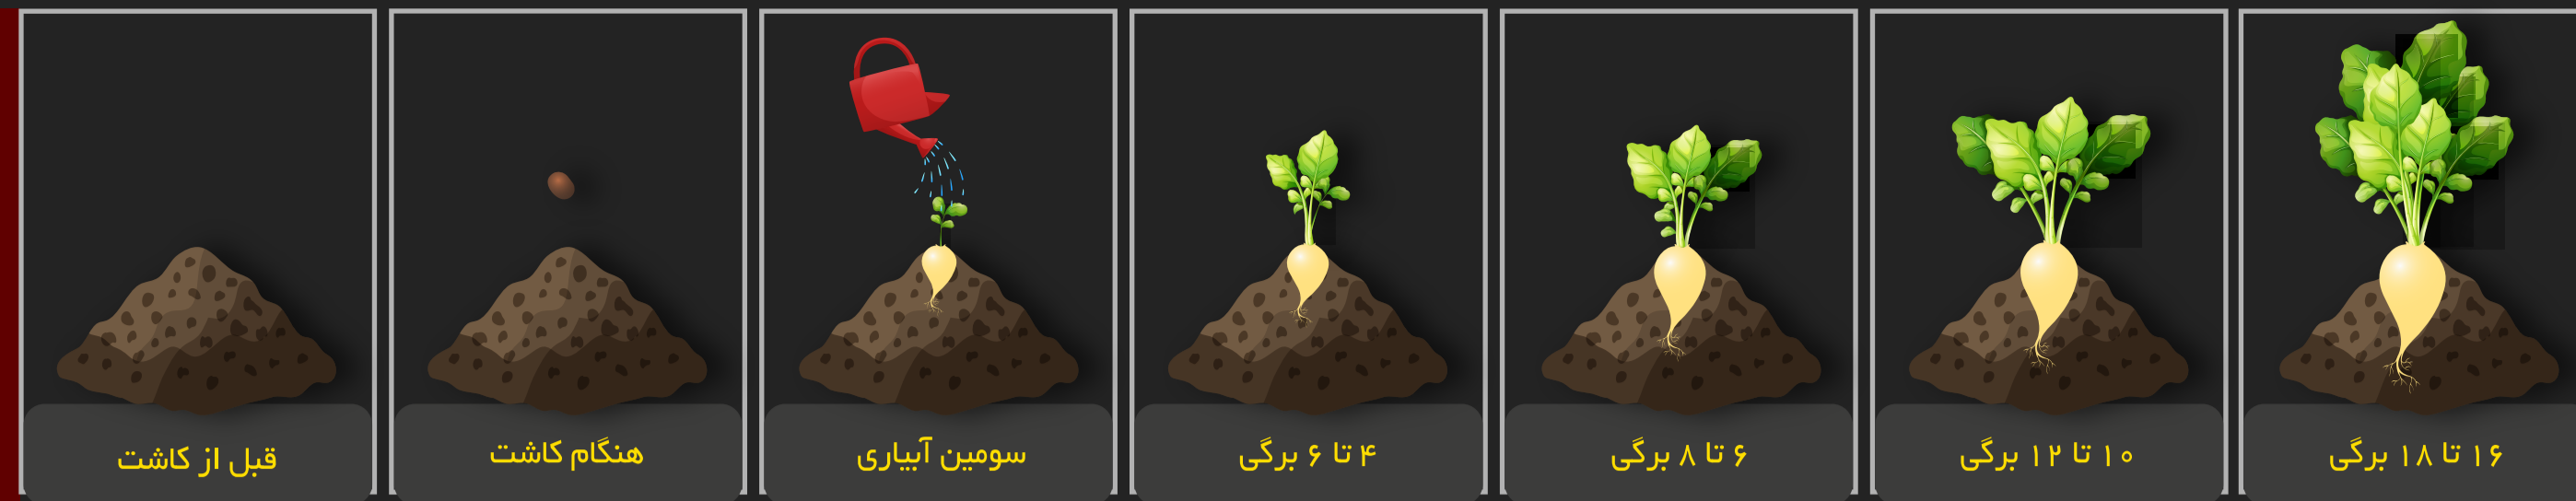 قبل از کاشت
هنگام کاشت
سومین آبیاری
۴ تا ۶ برگی
۶ تا ۸ برگی
۱۰ تا ۱۲ برگی
۱۶ تا ۱۸ برگی